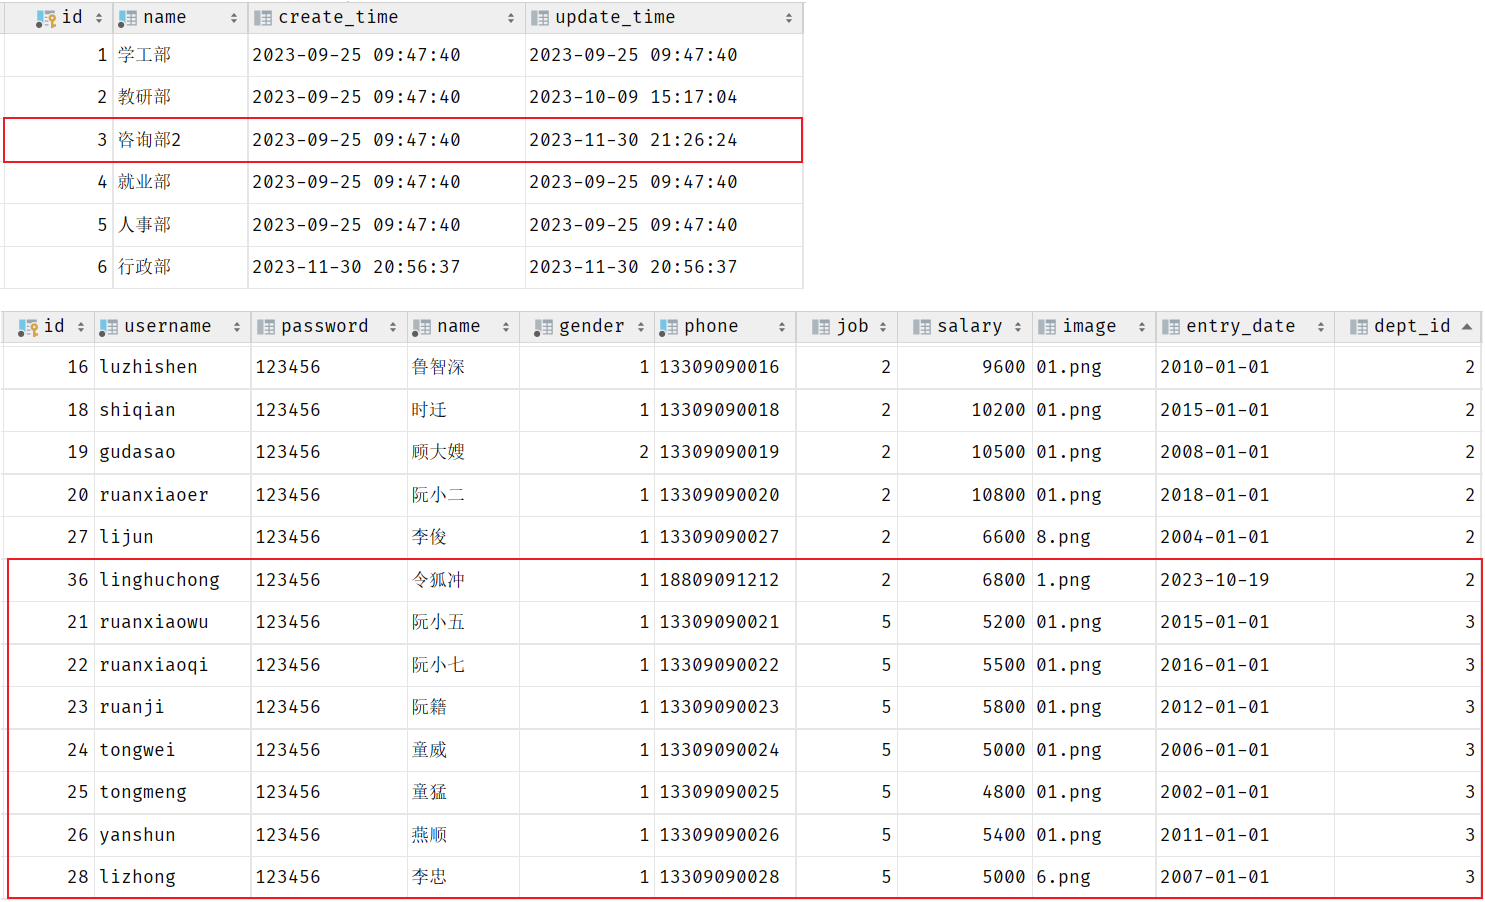 id name create_time update_time
1 学工部 2023-09-25 09:47:40 2023-09-25 09:47:40
2 教研部 2023-09-25 09:47:40 2023-10-09 15:17:04
3 咨询部2 2023-09-25 09:47:40 2023-11-30 21:26:24
4 就业部 2023-09-25 09:47:40 2023-09-25 09:47:40
5 人事部 2023-09-25 09:47:40 2023-09-25 09:47:40
6 行政部 2023-11-30 20:56:37 2023-11-30 20:56:37
id username password name gender phone job salary image entry_date dept_id
16 luzhishen 123456 鲁智深 1 13309090016 2 9600 01.png 2010-01-01 2
18 shiqian 123456 时迁 1 13309090018 2 10200 01.png 2015-01-01 2
19 gudasao 123456 顾大嫂 2 13309090019 2 10500 01.png 2008-01-01 2
20 ruanxiaoer 123456 阮小二 1 13309090020 2 10800 01.png 2018-01-01 2
27 lijun 123456 李俊 1 13309090027 2 6600 8.png 2004-01-01 2
36 linghuchong 123456 令狐冲 1 18809091212 2 6800 1.png 2023-10-19 2
21 ruanxiaowu 123456 阮小五 1 13309090021 5 5200 01.png 2015-01-01 3
22 ruanxiaoqi 123456 阮小七 1 13309090022 5 5500 01.png 2016-01-01 3
23 ruanji 123456 阮籍 1 13309090023 5 5800 01.png 2012-01-01 3
24 tongwei 123456 童威 1 13309090024 5 5000 01.png 2006-01-01 3
25 tongmeng 123456 童猛 1 13309090025 5 4800 01.png 2002-01-01 3
26 yanshun 123456 燕顺 1 13309090026 5 5400 01.png 2011-01-01 3
28 lizhong 123456 李忠 1 13309090028 5 5000 6.png 2007-01-01 3